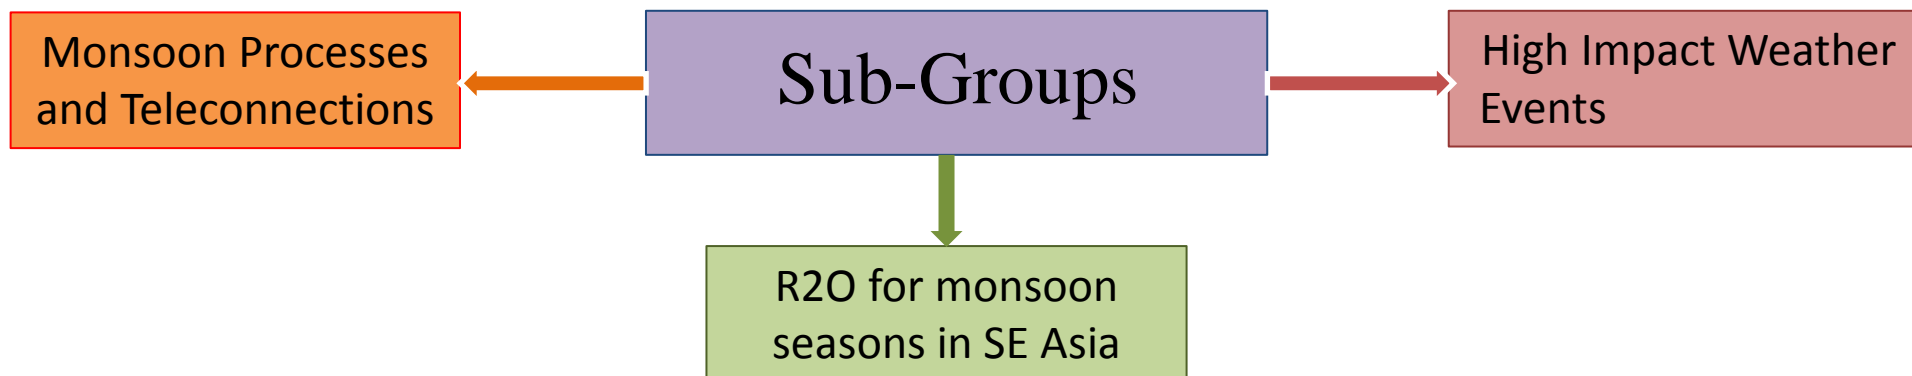 Monsoon Processes
and Teleconnections
Sub-Groups
High Impact Weather
Events
R2O for monsoon
seasons in SE Asia